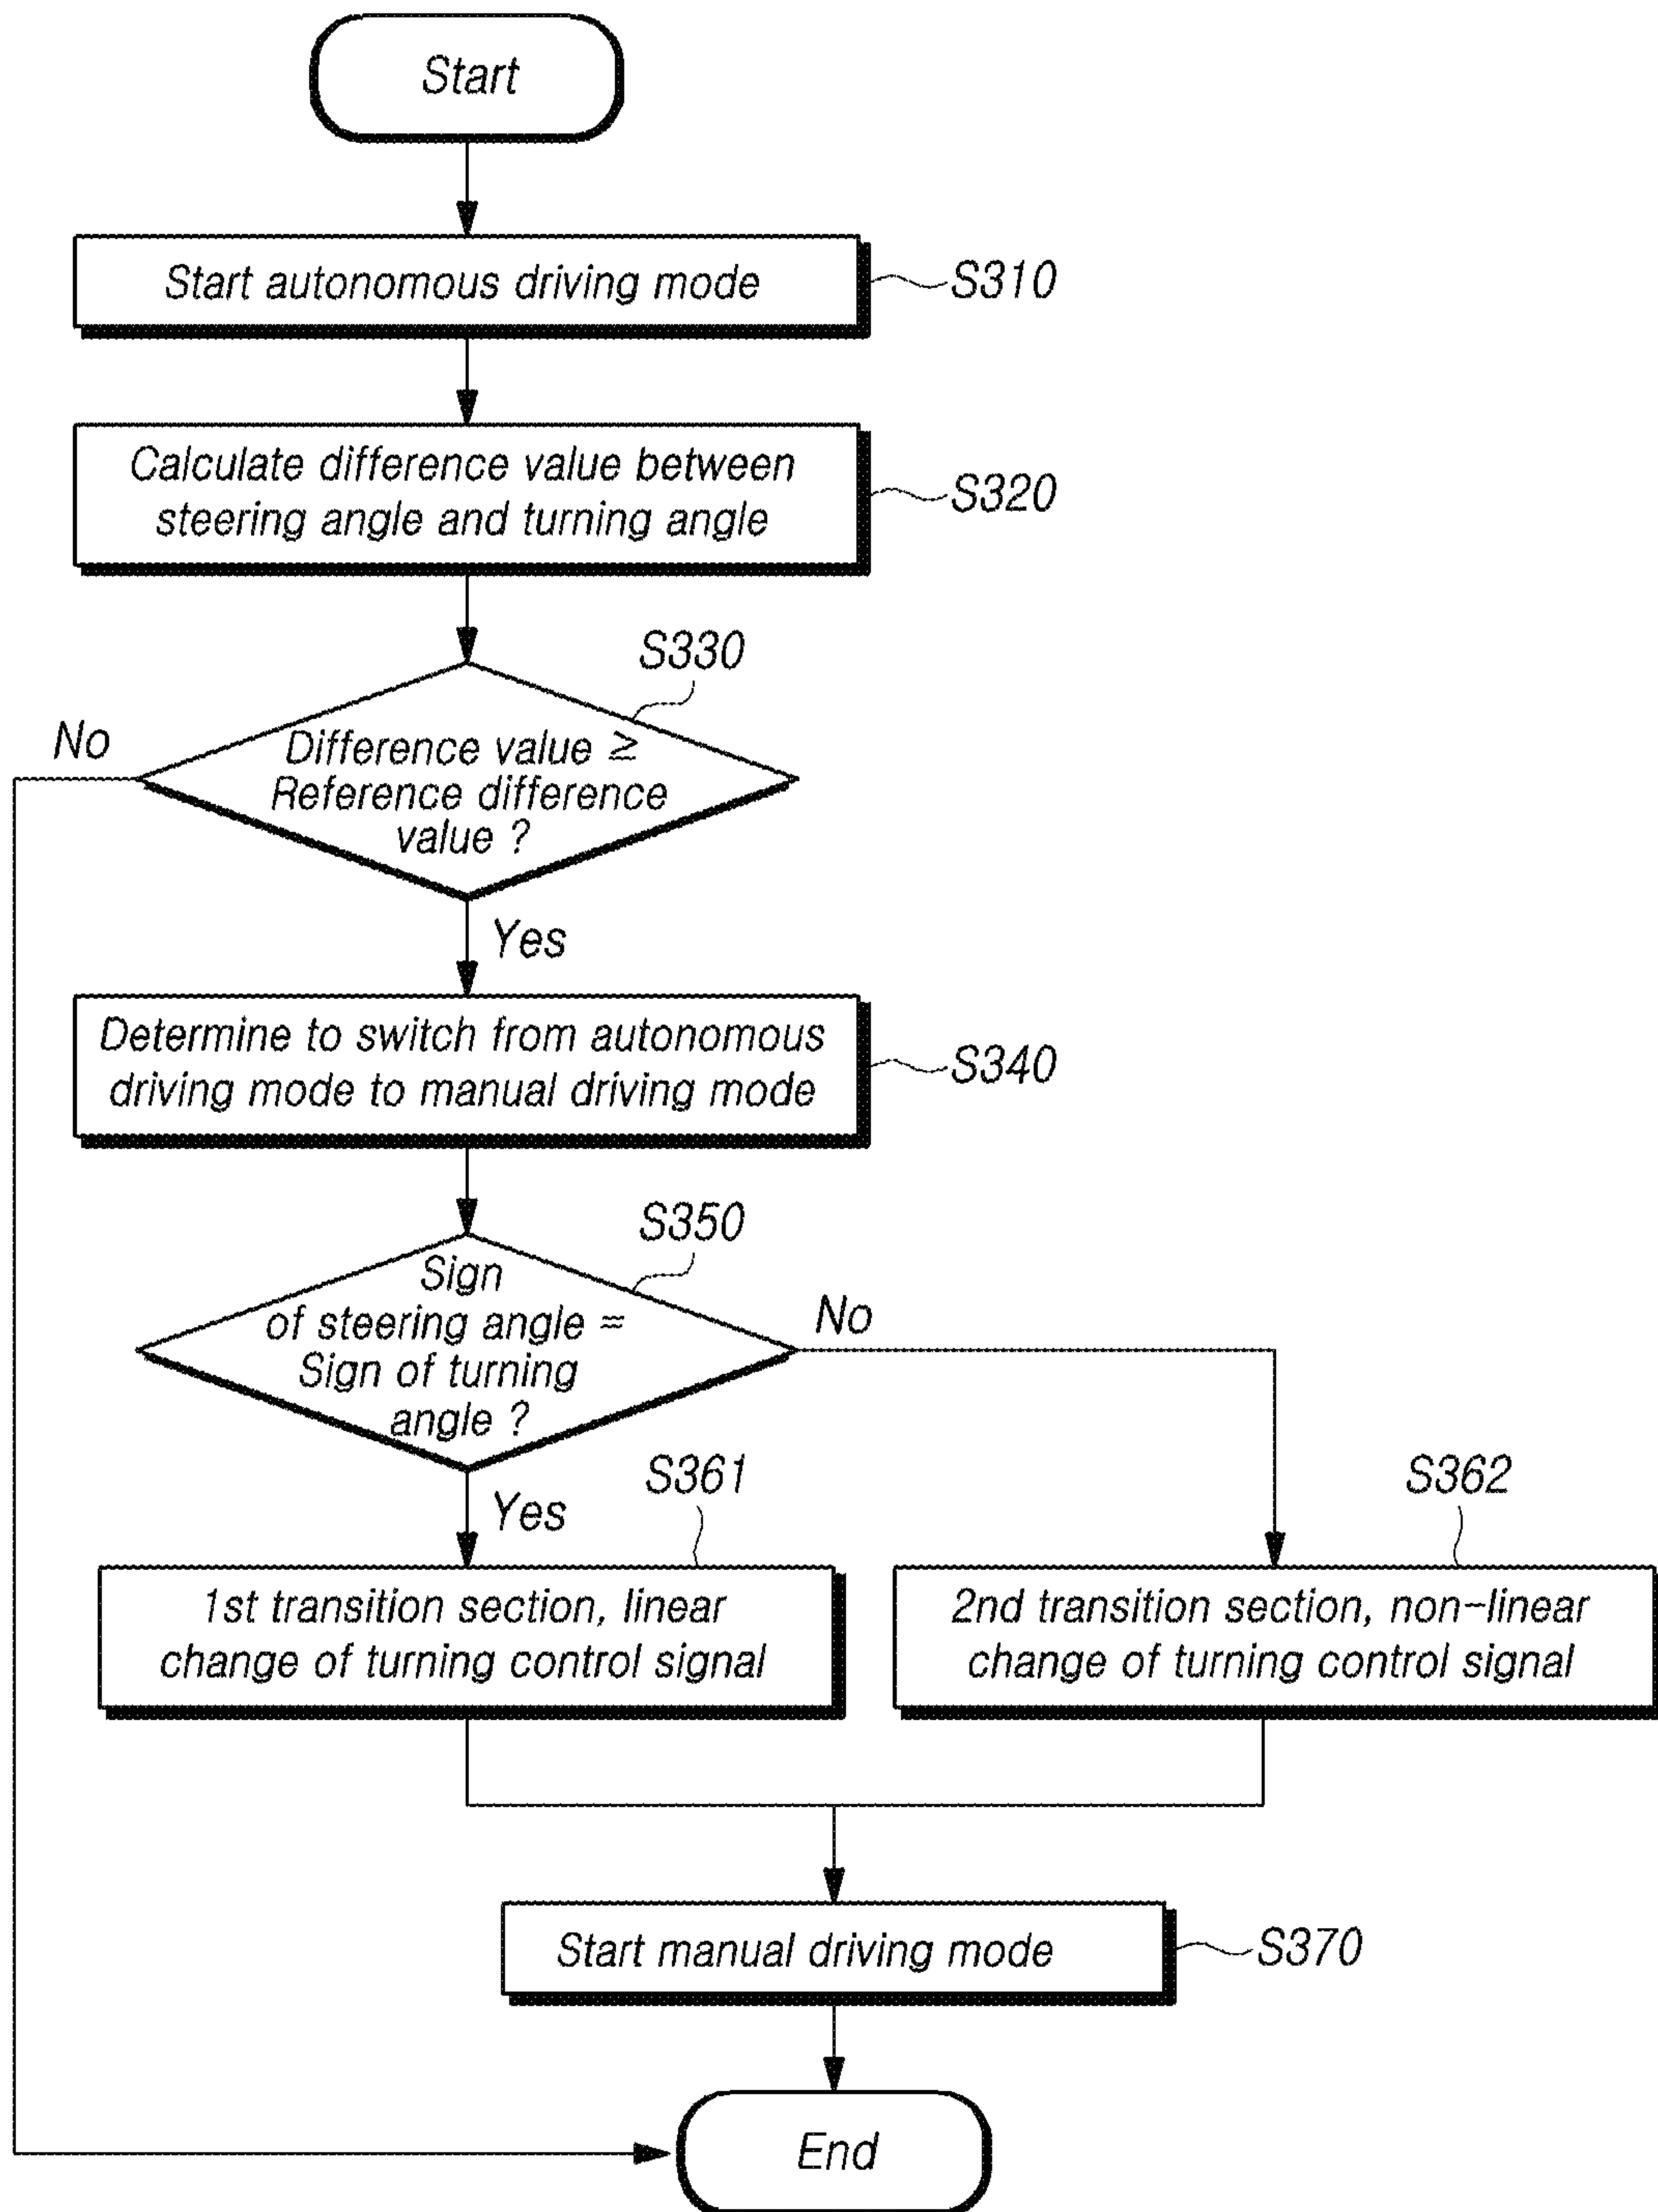 Start
Start autonomous driving mode
S310
Calculate difference value between
steering angle and turning angle
S320
S330
No
Difference value ≥
Reference difference
value ?
Yes
Determine to switch from autonomous
driving mode to manual driving mode
S340
S350
Sign
of steering angle =
Sign of turning
angle ?
No
Yes
S361
S362
1st transition section, linear
change of turning control signal
2nd transition section, non-linear
change of turning control signal
Start manual driving mode
S370
End